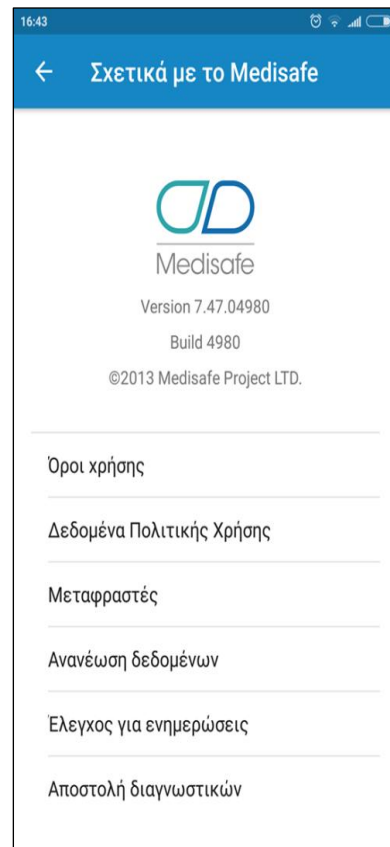 16:43
Σχετικά με το Medisafe
Medisafe
Version 7.47.04980
Build 4980
©2013 Medisafe Project LTD.
Όροι χρήσης
Δεδομένα Πολιτικής Χρήσης
Μεταφραστές
Ανανέωση δεδομένων
Έλεγχος για ενημερώσεις
Αποστολή διαγνωστικών